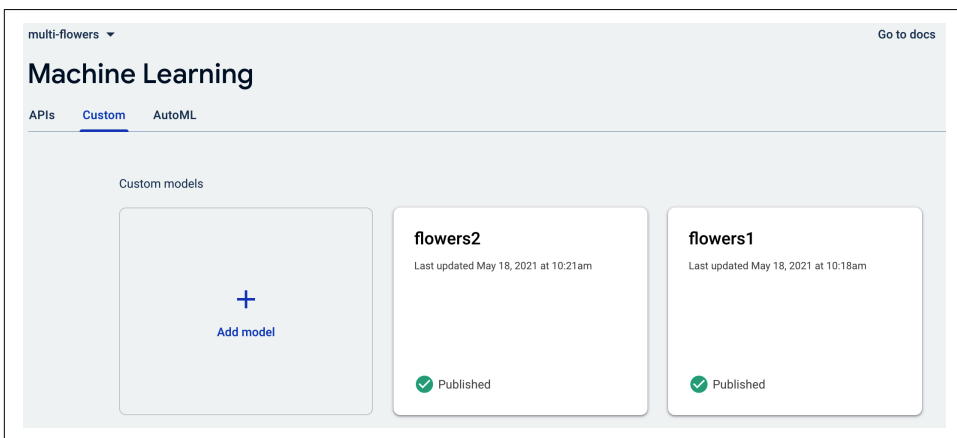 multi-flowers Go to docs
Machine Learning
APIs Custom AutoML
Custom models
flowers2 flowers1
Last updated May 18, 2021 at 10:21am Last updated May 18, 2021 at 10:18am
+
Add model
Published Published